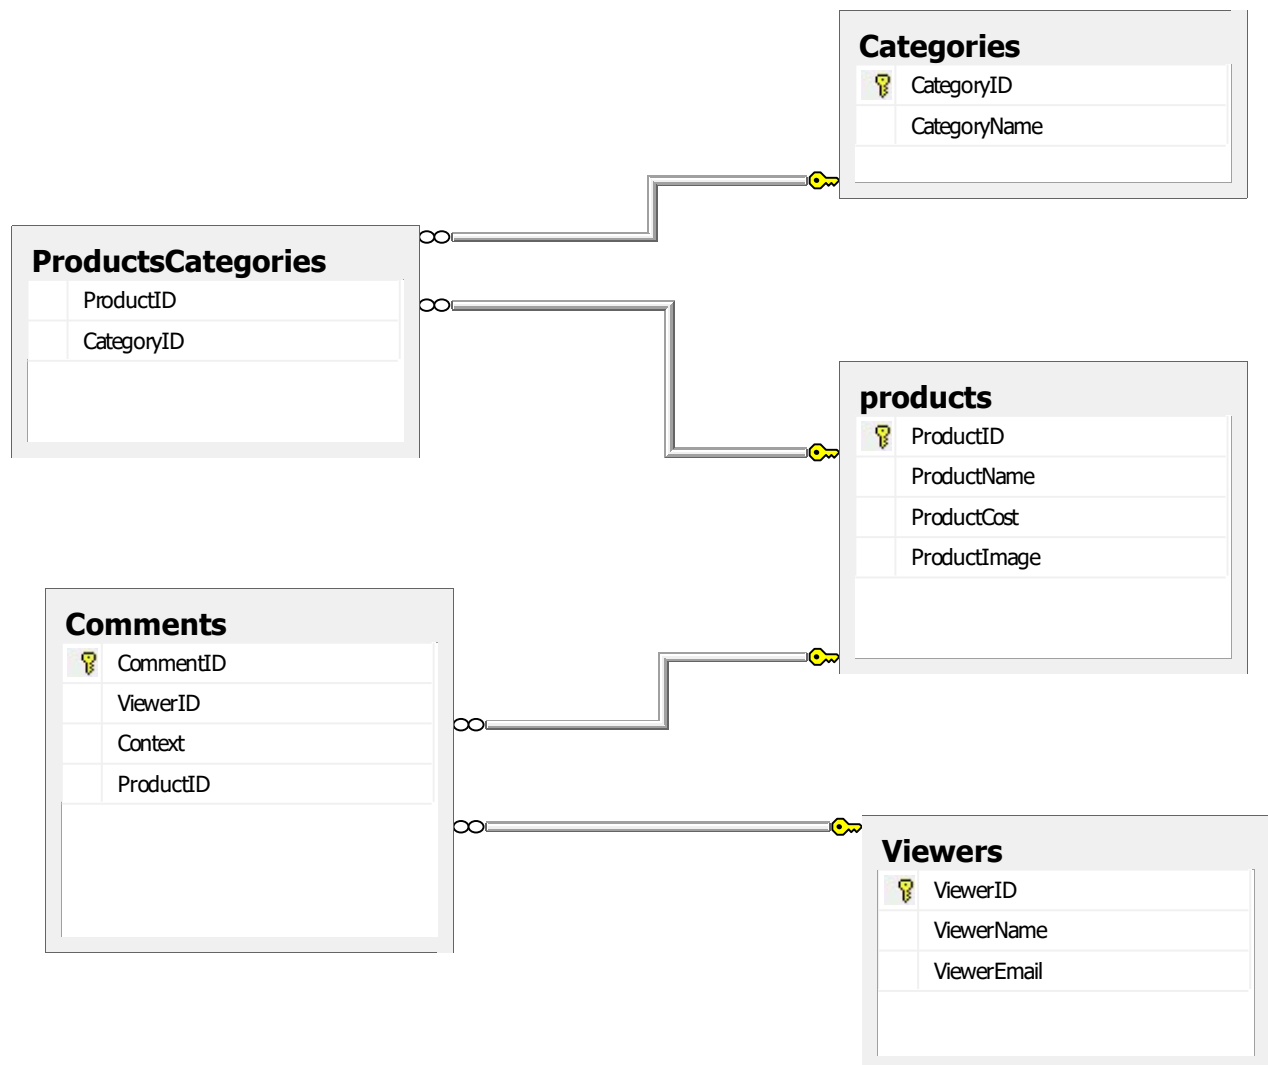 Categories
CategoryID
CategoryName
ProductsCategories
ProductID
CategoryID
products
ProductID
ProductName
ProductCost
ProductImage
Comments
CommentID
ViewerID
Context
ProductID
Viewers
ViewerID
ViewerName
ViewerEmail